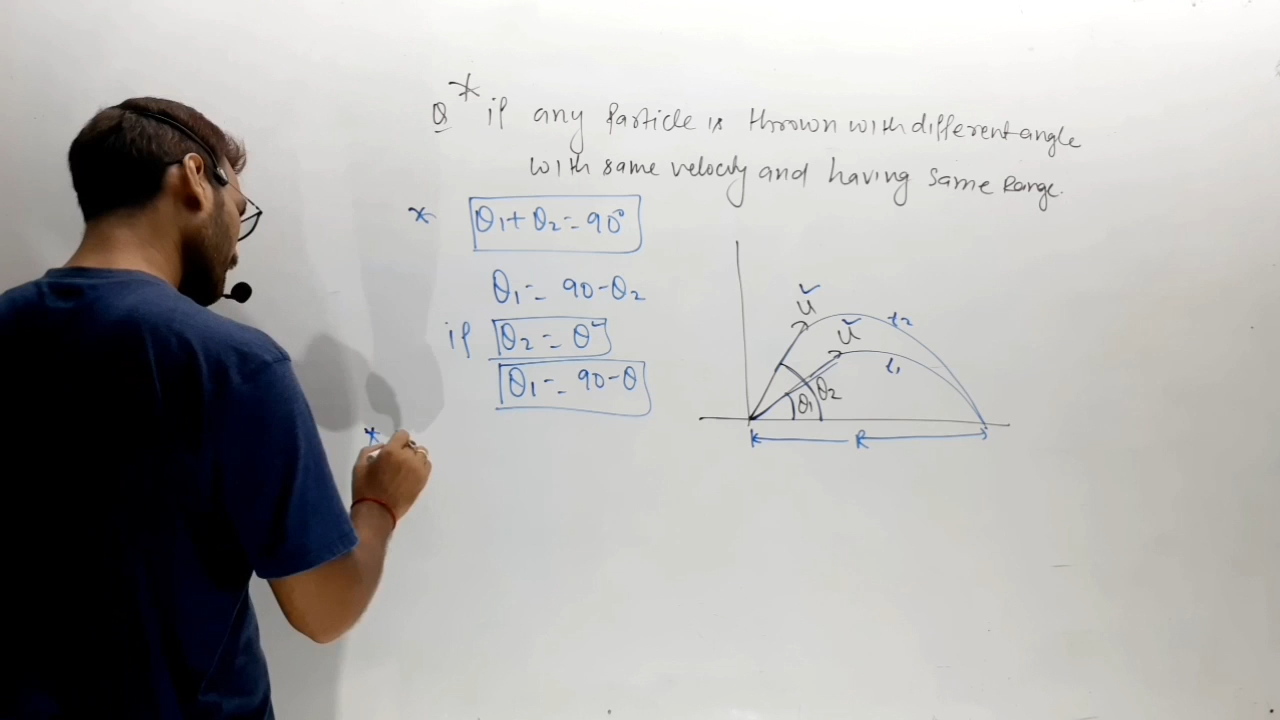 Q * if any Particle is thrown with different angle
with same velocity and having same Range.
* θ1 + θ2 = 90°
θ1 = 90 - θ2
if θ2 = θ
θ1 = 90 - θ
*
u
u
t2
t1
θ1
θ2
R